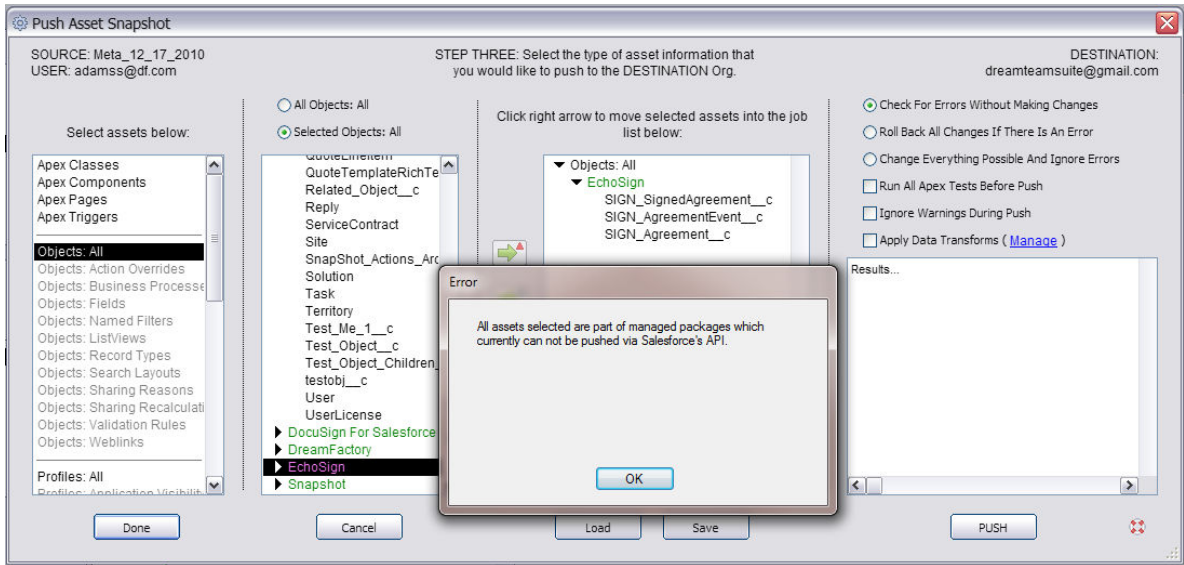 Push Asset Snapshot
SOURCE: Meta_12_17_2010
USER: adamss@df.com
STEP THREE: Select the type of asset information that
you would like to push to the DESTINATION Org.
DESTINATION:
dreamteamsuite@gmail.com
Select assets below:
Apex Classes
Apex Components
Apex Pages
Apex Triggers
Objects: All
Objects: Action Overrides
Objects: Business Processe
Objects: Fields
Objects: Named Filters
Objects: ListViews
Objects: Record Types
Objects: Search Layouts
Objects: Sharing Reasons
Objects: Sharing Recalculati
Objects: Validation Rules
Objects: Weblinks
Profiles: All
Profiles: Application Visibilit
Done
All Objects: All
Selected Objects: All
QuoteLineItem
QuoteTemplateRichTe
Related_Object__c
Reply
ServiceContract
Site
SnapShot_Actions_Arc
Solution
Task
Territory
Test_Me_1__c
Test_Object__c
Test_Object_Children_
testobj__c
User
UserLicense
DocuSign For Salesforce
DreamFactory
EchoSign
Snapshot
Cancel
Click right arrow to move selected assets into the job
list below:
Objects: All
EchoSign
SIGN_SignedAgreement__c
SIGN_AgreementEvent__c
SIGN_Agreement__c
Error
All assets selected are part of managed packages which
currently can not be pushed via Salesforce's API.
OK
Load
Save
Check For Errors Without Making Changes
Roll Back All Changes If There Is An Error
Change Everything Possible And Ignore Errors
Run All Apex Tests Before Push
Ignore Warnings During Push
Apply Data Transforms ( Manage )
Results...
PUSH